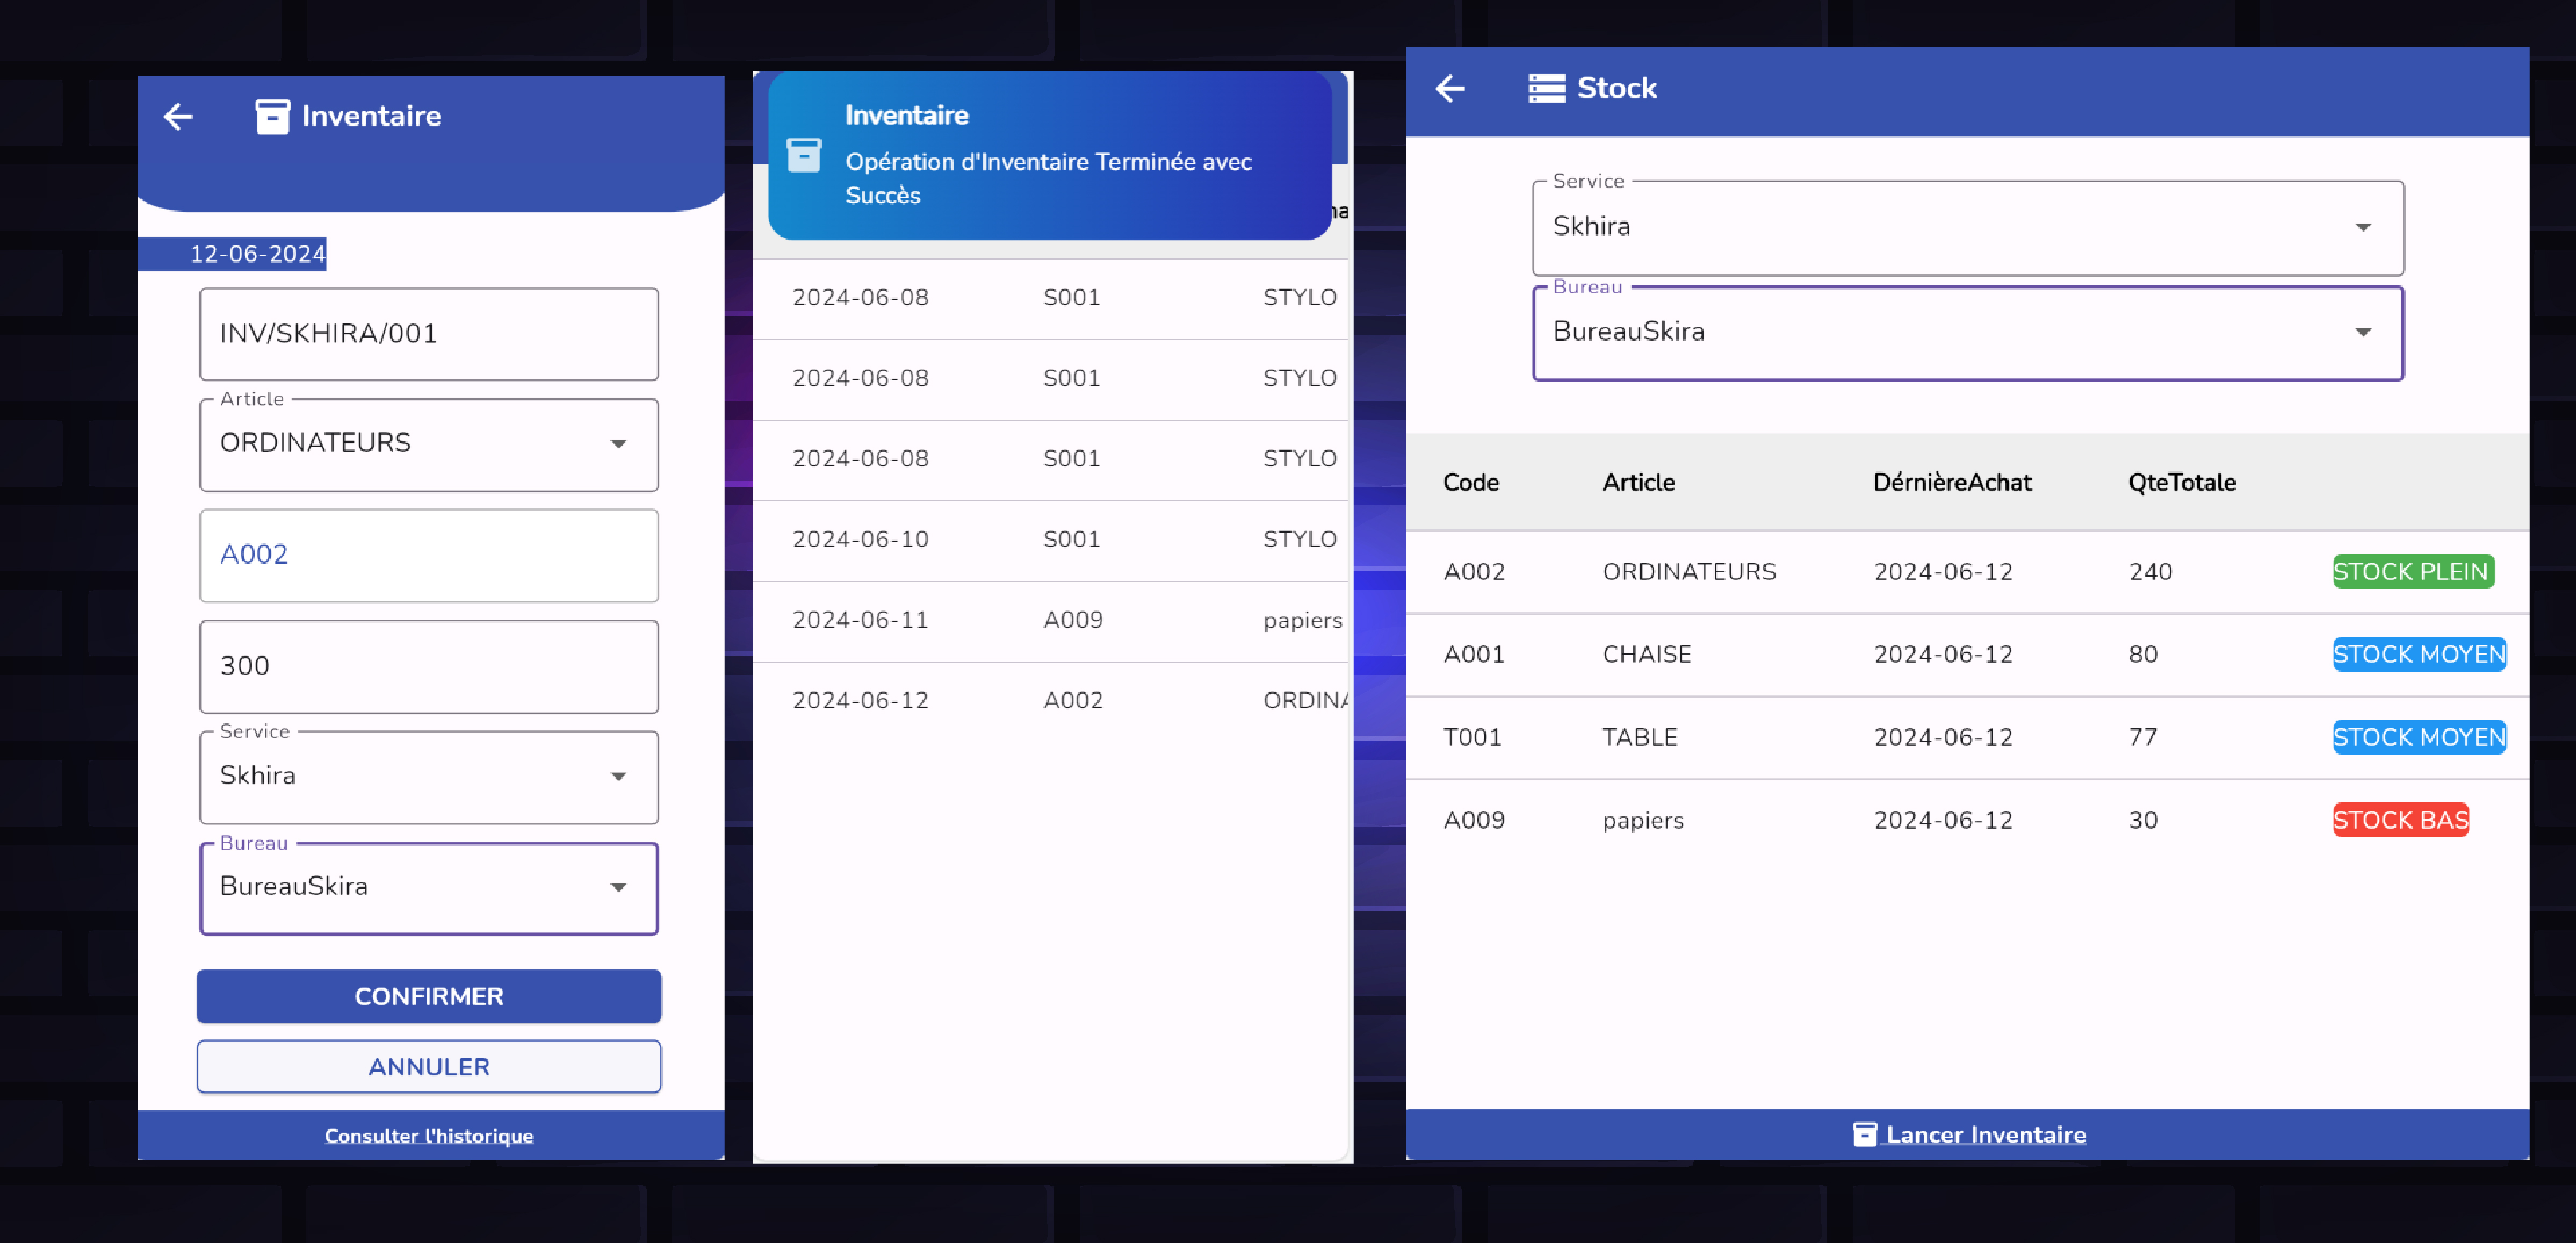 Inventaire
12-06-2024
INV/SKHIRA/001
Article
ORDINATEURS
A002
300
Service
Skhira
Bureau
BureauSkira
CONFIRMER
ANNULER
Consulter l'historique
Inventaire
Opération d'Inventaire Terminée avec
Succès
2024-06-08 S001 STYLO
2024-06-08 S001 STYLO
2024-06-08 S001 STYLO
2024-06-10 S001 STYLO
2024-06-11 A009 papiers
2024-06-12 A002 ORDINA
Stock
Service
Skhira
Bureau
BureauSkira
Code Article DérnièreAchat QteTotale
A002 ORDINATEURS 2024-06-12 240 STOCK PLEIN
A001 CHAISE 2024-06-12 80 STOCK MOYEN
T001 TABLE 2024-06-12 77 STOCK MOYEN
A009 papiers 2024-06-12 30 STOCK BAS
Lancer Inventaire